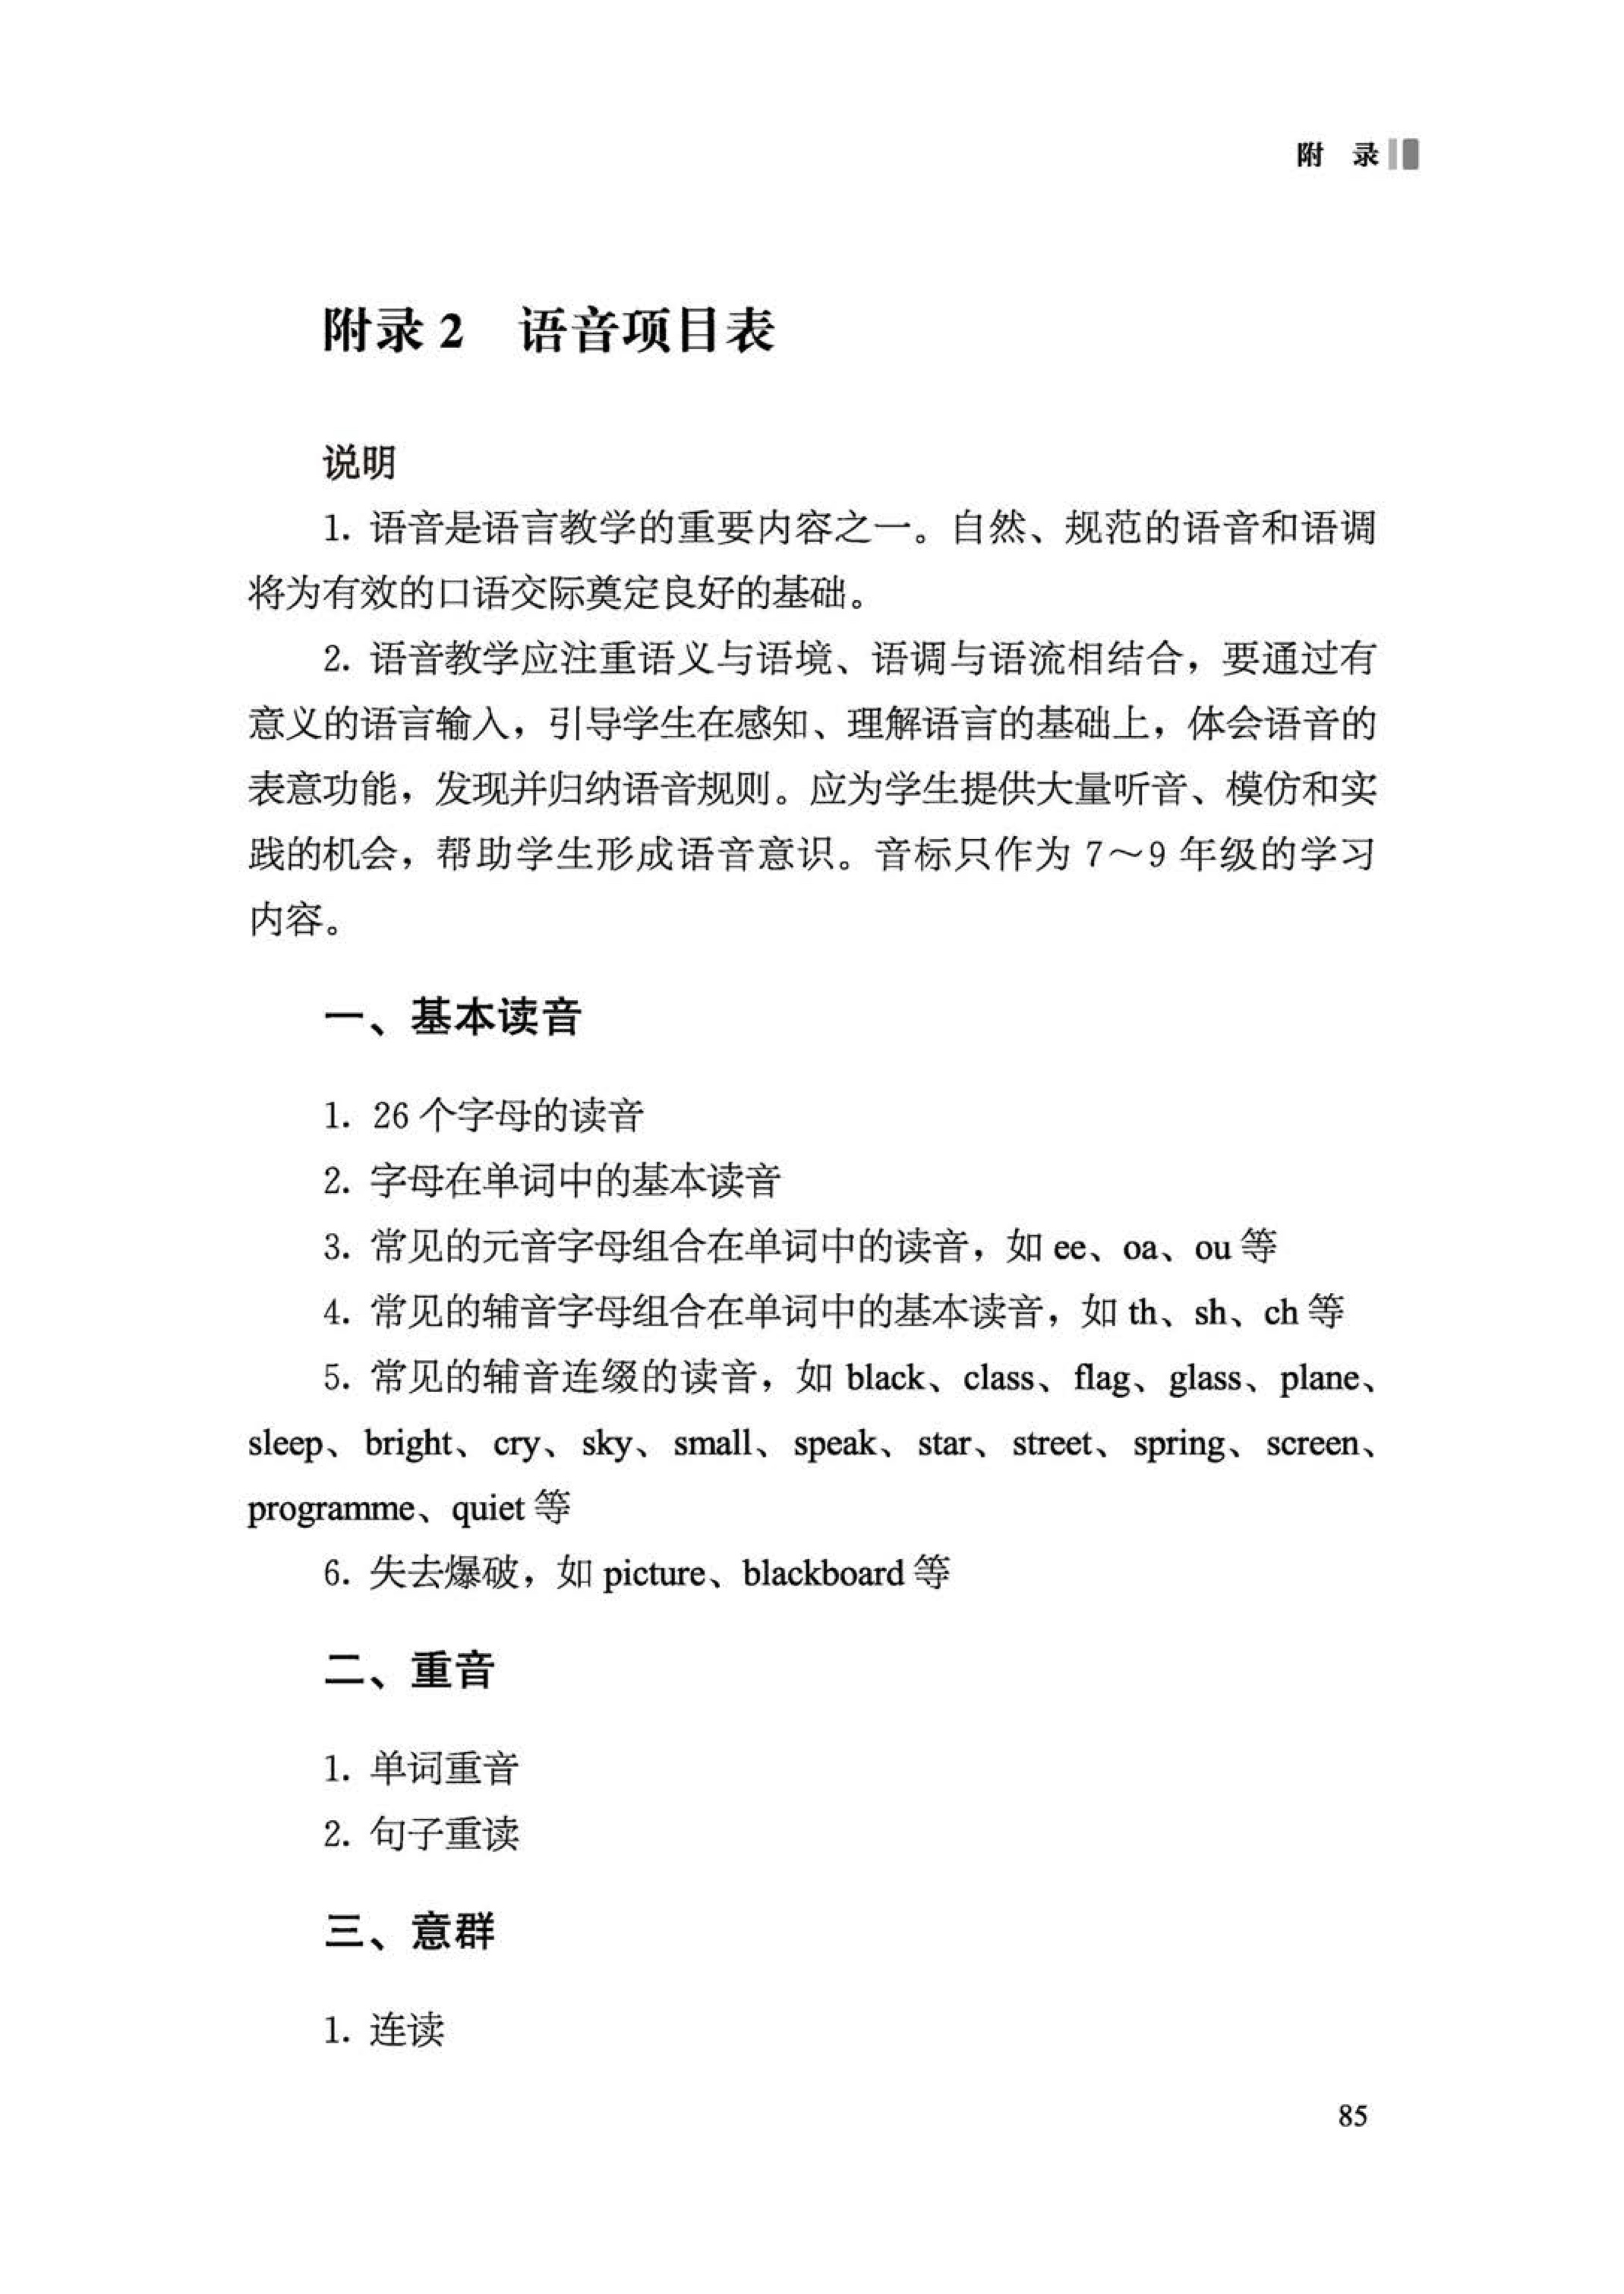 附 录
附录 2 语音项目表
说明
1. 语音是语言教学的重要内容之一。自然、规范的语音和语调
将为有效的口语交际奠定良好的基础。
2. 语音教学应注重语义与语境、语调与语流相结合，要通过有
意义的语言输入，引导学生在感知、理解语言的基础上，体会语音的
表意功能，发现并归纳语音规则。应为学生提供大量听音、模仿和实
践的机会，帮助学生形成语音意识。音标只作为 7～9 年级的学习
内容。
一、基本读音
1. 26 个字母的读音
2. 字母在单词中的基本读音
3. 常见的元音字母组合在单词中的读音，如 ee、oa、ou 等
4. 常见的辅音字母组合在单词中的基本读音，如 th、sh、ch 等
5. 常见的辅音连缀的读音，如 black、class、flag、glass、plane、
sleep、bright、cry、sky、small、speak、star、street、spring、screen、
programme、quiet 等
6. 失去爆破，如 picture、blackboard 等
二、重音
1. 单词重音
2. 句子重读
三、意群
1. 连读
85